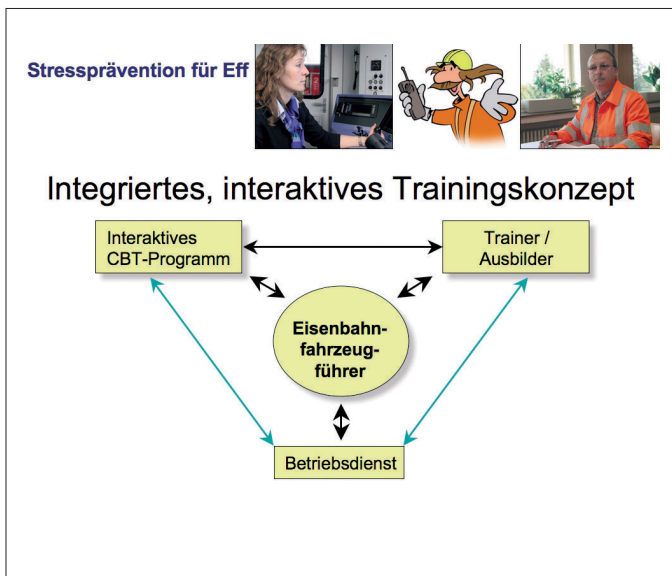 Stressprävention für Eff
Integriertes, interaktives Trainingskonzept
Interaktives
CBT-Programm
Trainer /
Ausbilder
Eisenbahn-
fahrzeug-
führer
Betriebsdienst